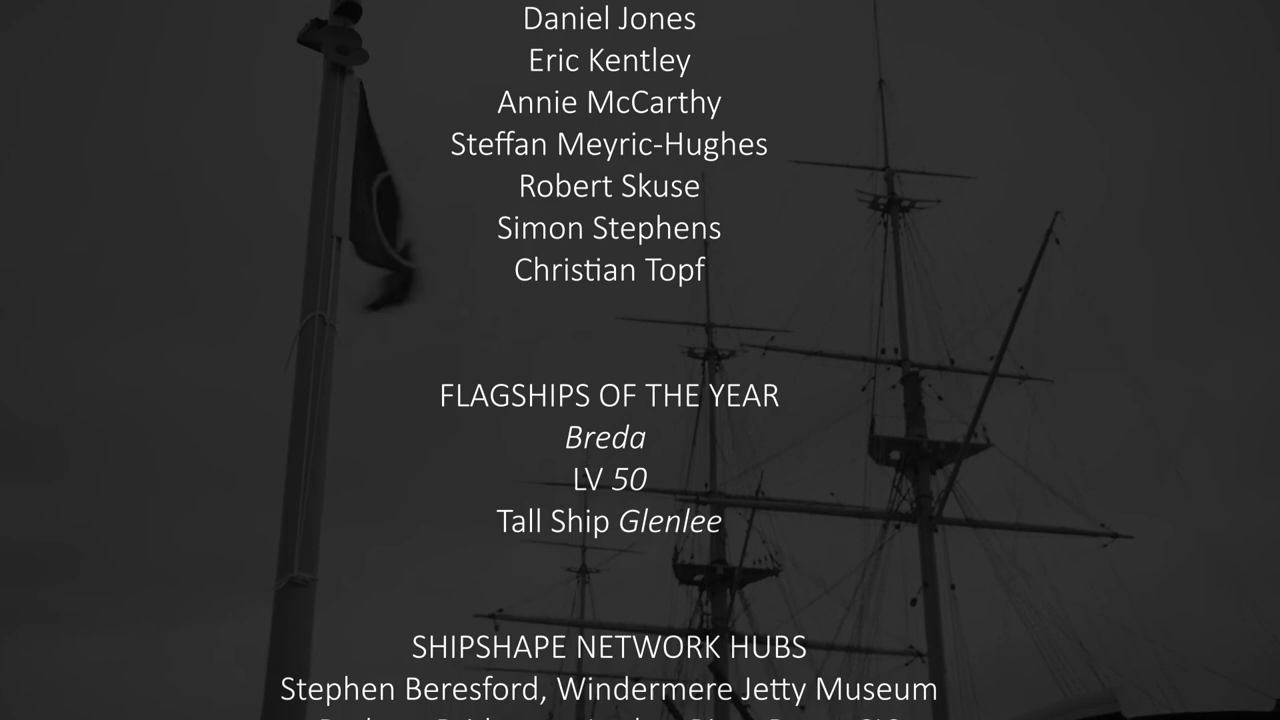 Daniel Jones
Eric Kentley
Annie McCarthy
Steffan Meyric-Hughes
Robert Skuse
Simon Stephens
Christian Topf
FLAGSHIPS OF THE YEAR
Breda
LV 50
Tall Ship Glenlee
SHIPSHAPE NETWORK HUBS
Stephen Beresford, Windermere Jetty Museum